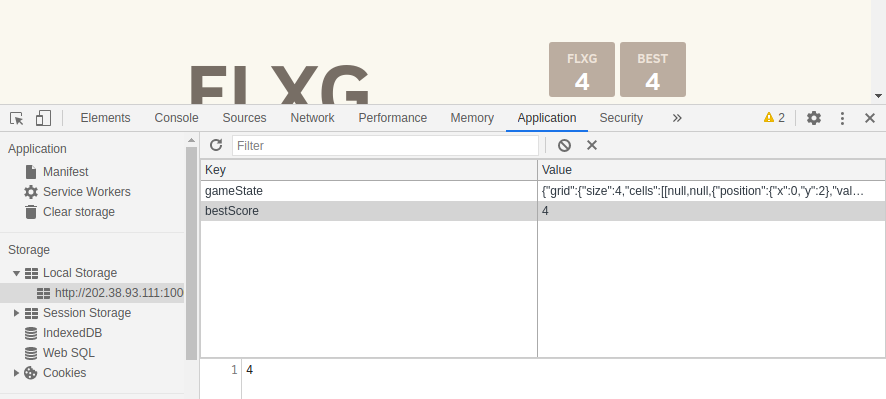 FLXG
FLXG
4
BEST
4
Elements Console Sources Network Performance Memory Application Security » 2
Application
Manifest
Service Workers
Clear storage
Storage
Local Storage
http://202.38.93.111:100
Session Storage
IndexedDB
Web SQL
Cookies
Filter
Key Value
gameState {"grid":{"size":4,"cells":[[null,null,{"position":{"x":0,"y":2},"val…
bestScore 4
1 4